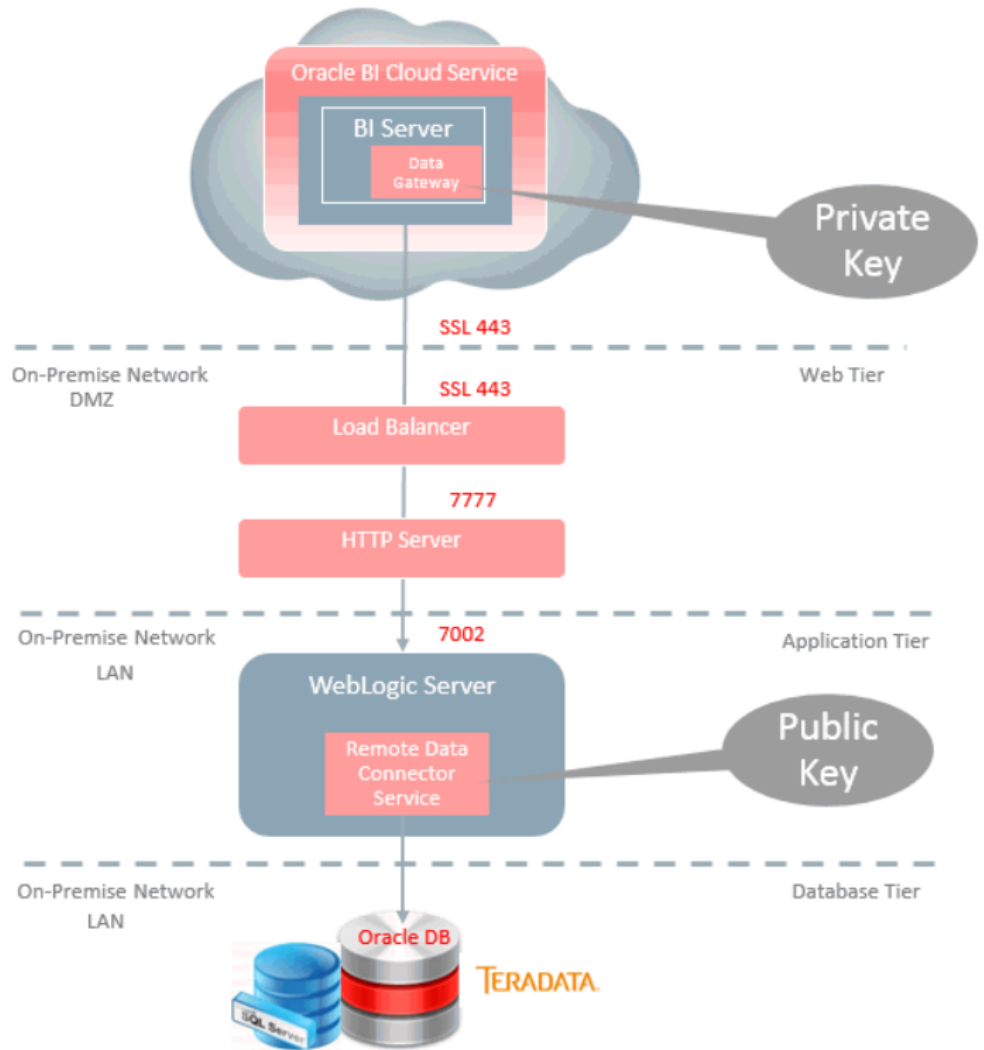 Oracle BI Cloud Service
BI Server
Data
Gateway
Private
Key
SSL 443
On-Premise Network
DMZ
Web Tier
SSL 443
Load Balancer
7777
HTTP Server
On-Premise Network
LAN
7002
Application Tier
WebLogic Server
Remote Data
Connector
Service
Public
Key
On-Premise Network
LAN
Database Tier
Oracle DB
SQL Server
TERADATA.